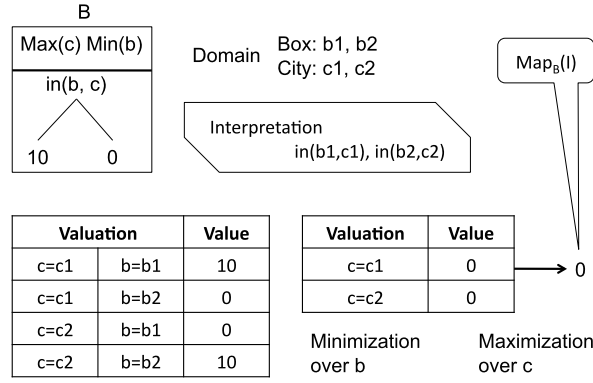 B
Max(c) Min(b)
in(b, c)
10 0
Domain
Box: b1, b2
City: c1, c2
Interpretation
in(b1,c1), in(b2,c2)
Map_B(I)
Valuation Value
c=c1 b=b1 10
c=c1 b=b2 0
c=c2 b=b1 0
c=c2 b=b2 10
Valuation Value
c=c1 0
c=c2 0
0
Minimization
over b
Maximization
over c